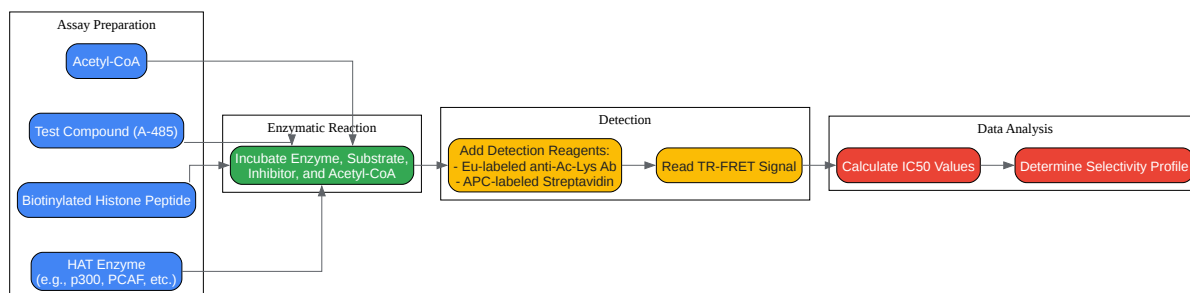 Assay Preparation
Acetyl-CoA
Test Compound (A-485)
Biotinylated Histone Peptide
HAT Enzyme
(e.g., p300, PCAF, etc.)
Enzymatic Reaction
Incubate Enzyme, Substrate,
Inhibitor, and Acetyl-CoA
Detection
Add Detection Reagents:
- Eu-labeled anti-Ac-Lys Ab
- APC-labeled Streptavidin
Read TR-FRET Signal
Data Analysis
Calculate IC50 Values
Determine Selectivity Profile